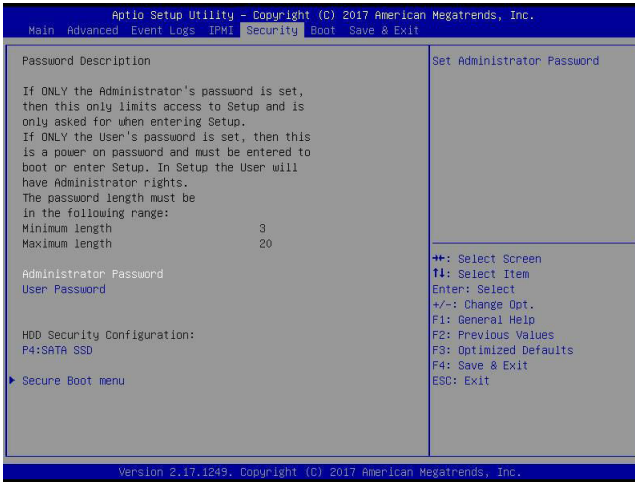 Aptio Setup Utility – Copyright (C) 2017 American Megatrends, Inc.
Main Advanced Event Logs IPMI Security Boot Save & Exit
Password Description
If ONLY the Administrator's password is set,
then this only limits access to Setup and is
only asked for when entering Setup.
If ONLY the User's password is set, then this
is a power on password and must be entered to
boot or enter Setup. In Setup the User will
have Administrator rights.
The password length must be
in the following range:
Minimum length 3
Maximum length 20
Administrator Password
User Password
HDD Security Configuration:
P4:SATA SSD
Secure Boot menu
Set Administrator Password
→←: Select Screen
↑↓: Select Item
Enter: Select
+/-: Change Opt.
F1: General Help
F2: Previous Values
F3: Optimized Defaults
F4: Save & Exit
ESC: Exit
Version 2.17.1249. Copyright (C) 2017 American Megatrends, Inc.